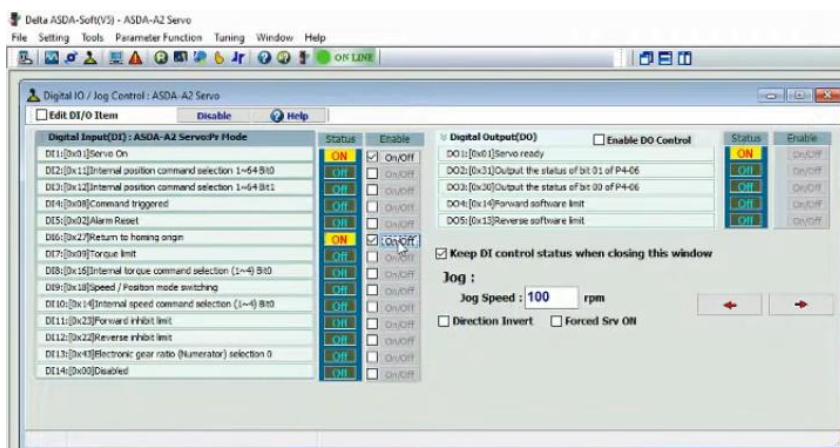 Delta ASDA-Soft(V5) - ASDA-A2 Servo
File Setting Tools Parameter Function Tuning Window Help
ON LINE
Digital IO / Jog Control : ASDA-A2 Servo
Edit DI/O Item Disable Help
Digital Input(DI) : ASDA-A2 Servo:Pr Mode Status Enable
DI1:[0x01]Servo On ON On/Off
DI2:[0x11]Internal position command selection 1~64 Bit0 Off On/Off
DI3:[0x12]Internal position command selection 1~64 Bit1 Off On/Off
DI4:[0x08]Command triggered Off On/Off
DI5:[0x02]Alarm Reset Off On/Off
DI6:[0x27]Return to homing origin ON On/Off
DI7:[0x09]Torque limit Off On/Off
DI8:[0x16]Internal torque command selection (1~4) Bit0 Off On/Off
DI9:[0x18]Speed / Position mode switching Off On/Off
DI10:[0x14]Internal speed command selection (1~4) Bit0 Off On/Off
DI11:[0x23]Forward inhibit limit Off On/Off
DI12:[0x22]Reverse inhibit limit Off On/Off
DI13:[0x43]Electronic gear ratio (Numerator) selection 0 Off On/Off
DI14:[0x00]Disabled Off On/Off
Digital Output(DO) Enable DO Control Status Enable
DO1:[0x01]Servo ready ON On/Off
DO2:[0x31]Output the status of bit 01 of P4-06 Off On/Off
DO3:[0x30]Output the status of bit 00 of P4-06 Off On/Off
DO4:[0x14]Forward software limit Off On/Off
DO5:[0x13]Reverse software limit Off On/Off
Keep DI control status when closing this window
Jog :
Jog Speed : 100 rpm
Direction Invert Forced Srv ON